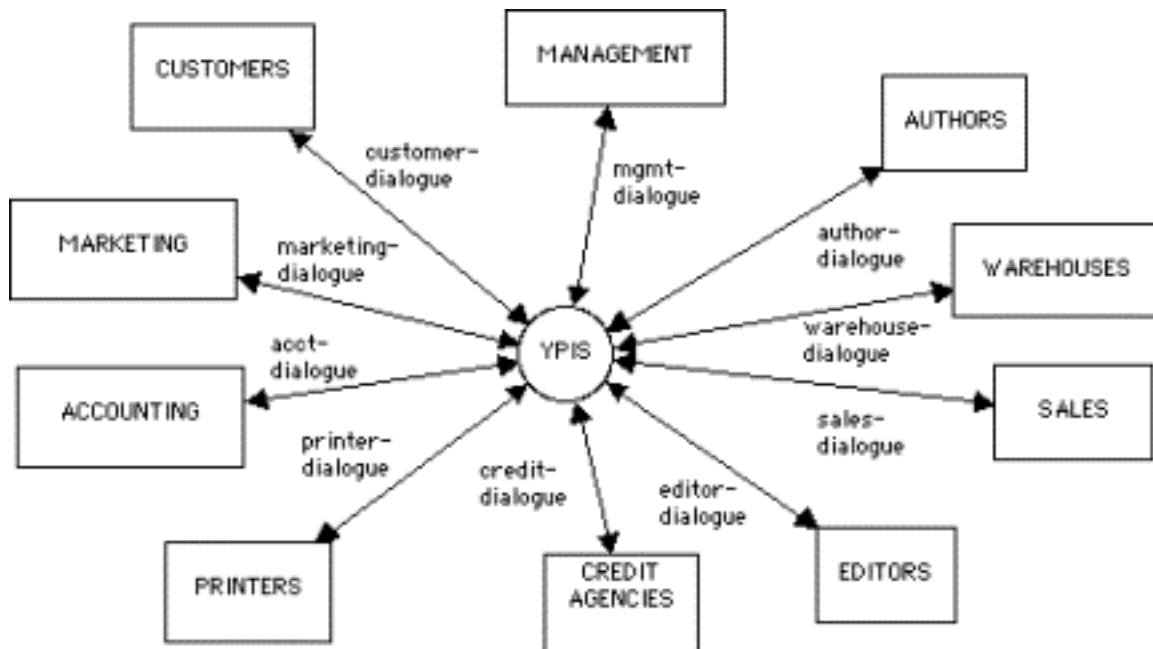 CUSTOMERS
MANAGEMENT
AUTHORS
customer-
dialogue
mgmt-
dialogue
MARKETING
marketing-
dialogue
author-
dialogue
WAREHOUSES
YPIS
warehouse-
dialogue
acct-
dialogue
ACCOUNTING
SALES
sales-
dialogue
printer-
dialogue
credit-
dialogue
editor-
dialogue
PRINTERS
CREDIT
AGENCIES
EDITORS